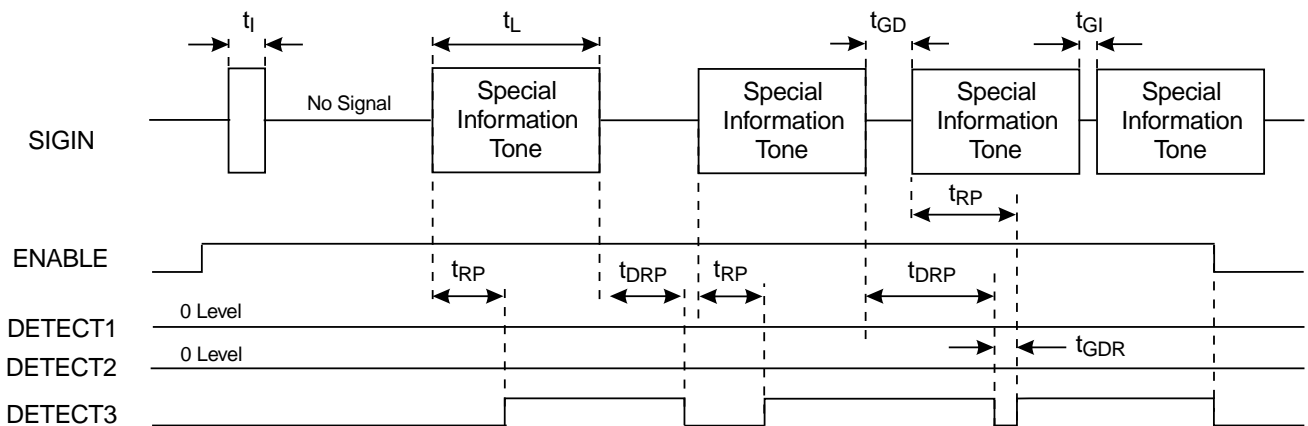 tI
tL
tGD
tGI
SIGIN
No Signal
Special
Information
Tone
Special
Information
Tone
Special
Information
Tone
Special
Information
Tone
tRP
ENABLE
tRP
tDRP
tRP
tDRP
DETECT1
0 Level
tGDR
DETECT2
0 Level
DETECT3